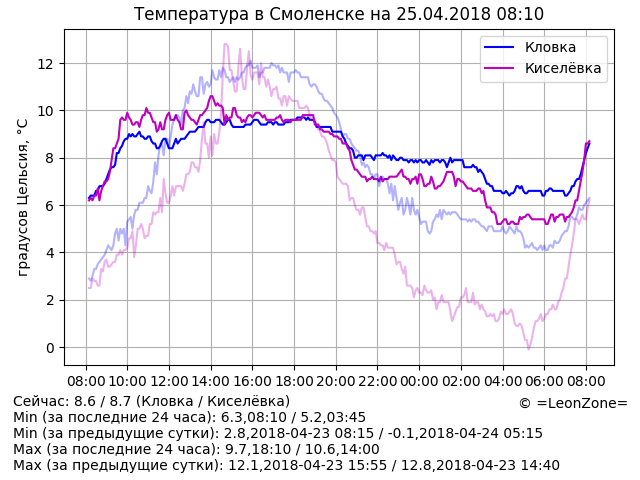 Температура в Смоленске на 25.04.2018 08:10
Кловка
Киселёвка
градусов Цельсия, °C
12
10
8
6
4
2
0
08:00 10:00 12:00 14:00 16:00 18:00 20:00 22:00 00:00 02:00 04:00 06:00 08:00
Сейчас: 8.6 / 8.7 (Кловка / Киселёвка)
© =LeonZone=
Min (за последние 24 часа): 6.3,08:10 / 5.2,03:45
Min (за предыдущие сутки): 2.8,2018-04-23 08:15 / -0.1,2018-04-24 05:15
Max (за последние 24 часа): 9.7,18:10 / 10.6,14:00
Max (за предыдущие сутки): 12.1,2018-04-23 15:55 / 12.8,2018-04-23 14:40